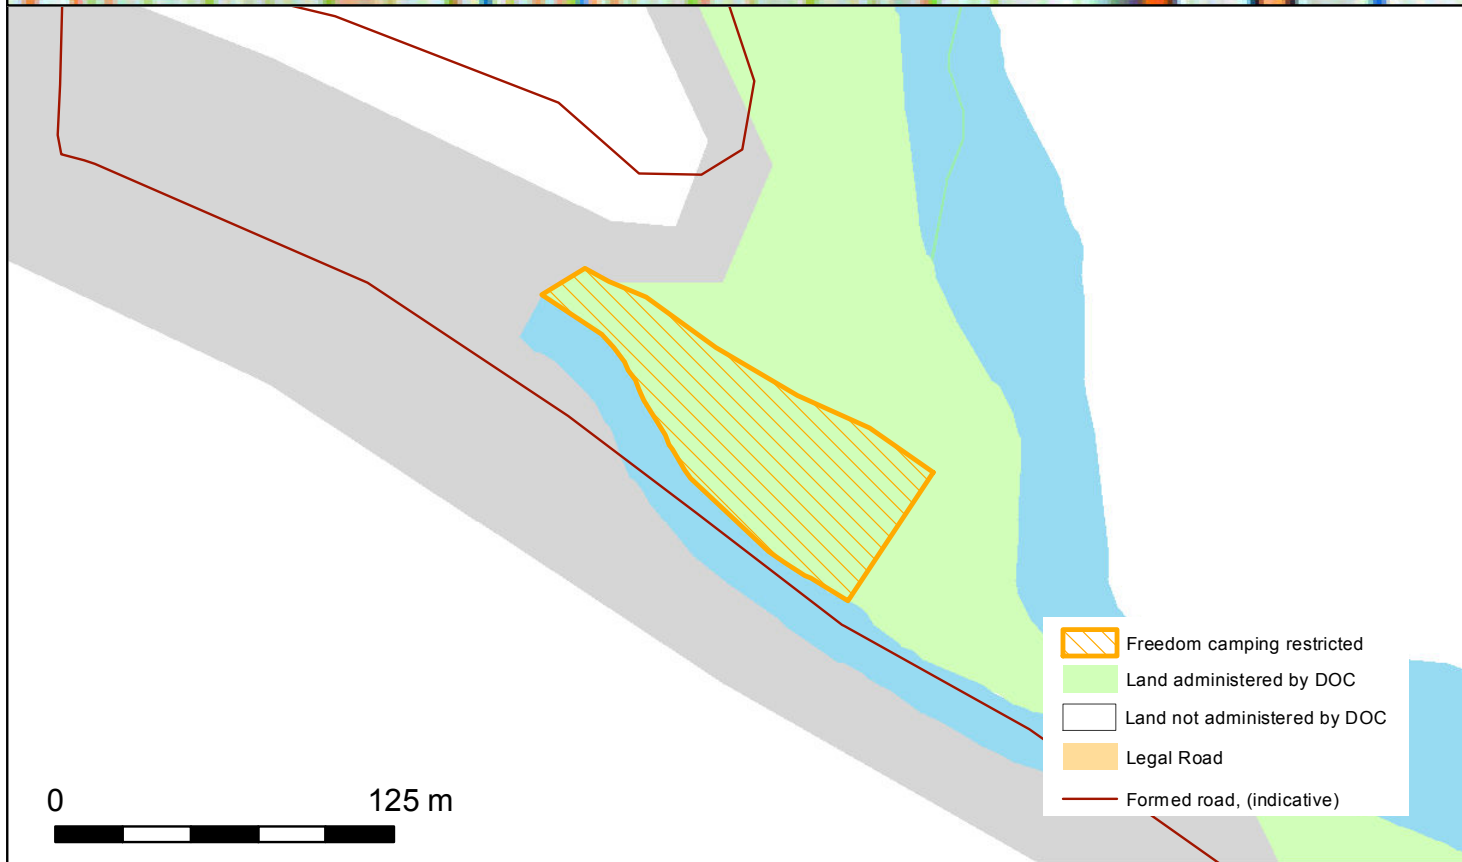 Freedom camping restricted
Land administered by DOC
Land not administered by DOC
Legal Road
Formed road, (indicative)
0 125 m